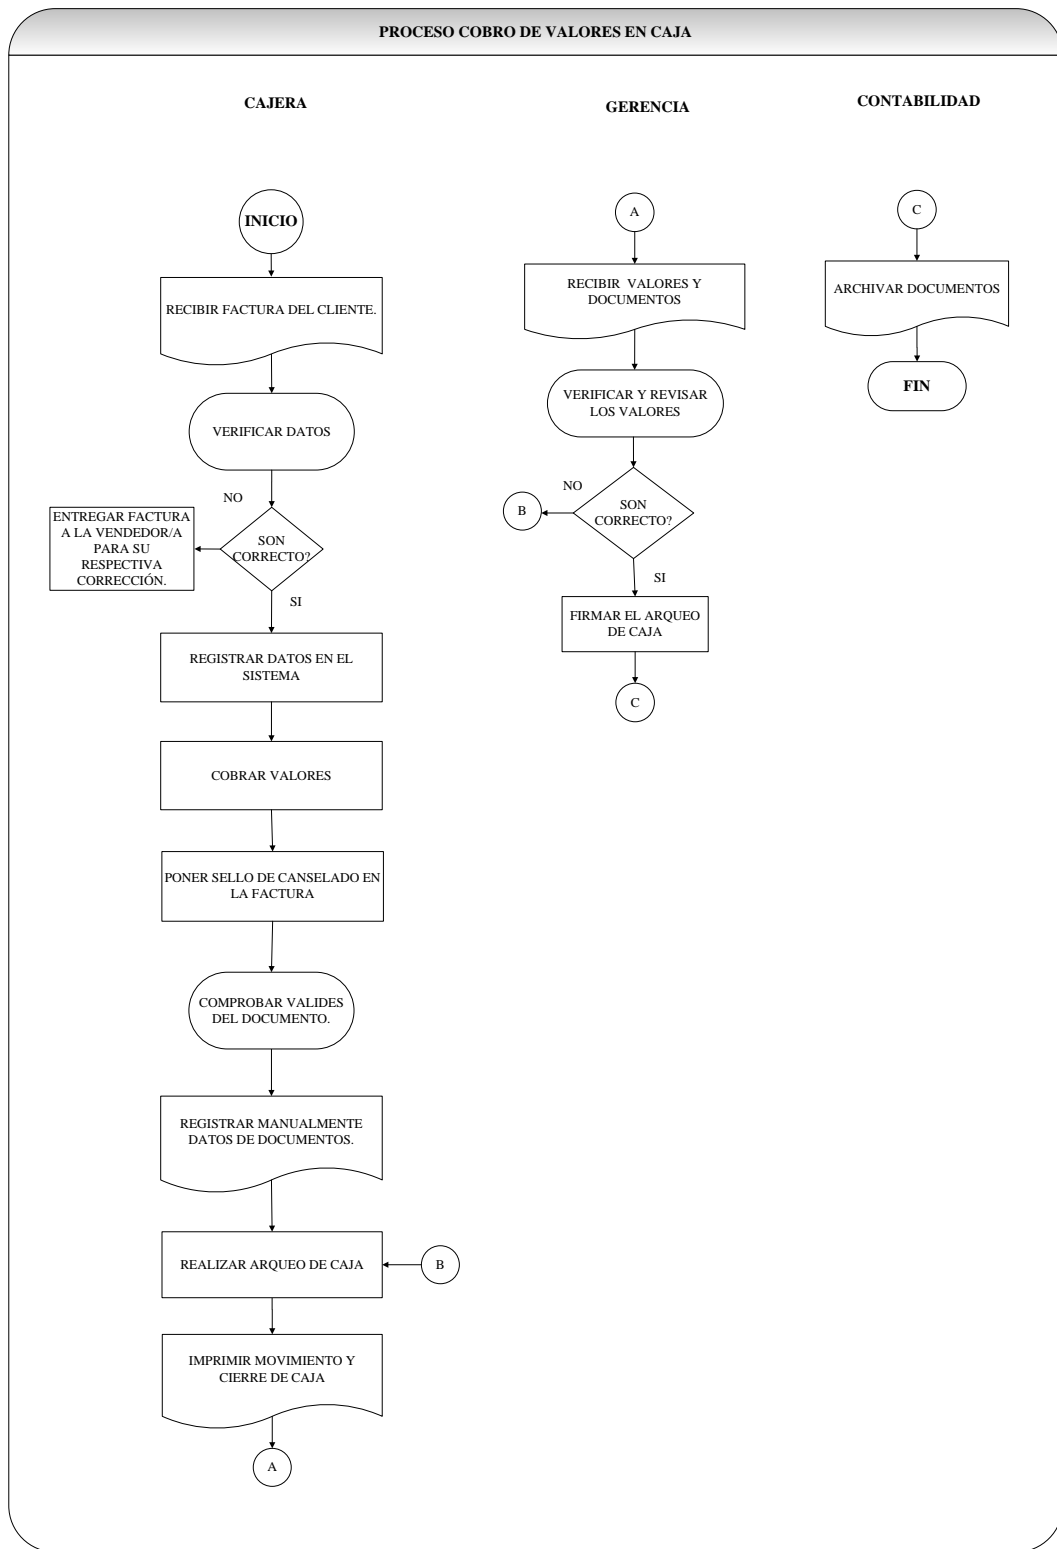 PROCESO COBRO DE VALORES EN CAJA
CAJERA
INICIO
RECIBIR FACTURA DEL CLIENTE.
VERIFICAR DATOS
NO
SON
CORRECTO?
ENTREGAR FACTURA
A LA VENDEDOR/A
PARA SU
RESPECTIVA
CORRECCIÓN.
SI
REGISTRAR DATOS EN EL
SISTEMA
COBRAR VALORES
PONER SELLO DE CANSELADO EN
LA FACTURA
COMPROBAR VALIDES
DEL DOCUMENTO.
REGISTRAR MANUALMENTE
DATOS DE DOCUMENTOS.
REALIZAR ARQUEO DE CAJA
B
IMPRIMIR MOVIMIENTO Y
CIERRE DE CAJA
A
GERENCIA
A
RECIBIR VALORES Y
DOCUMENTOS
VERIFICAR Y REVISAR
LOS VALORES
NO
B
SON
CORRECTO?
SI
FIRMAR EL ARQUEO
DE CAJA
C
CONTABILIDAD
C
ARCHIVAR DOCUMENTOS
FIN